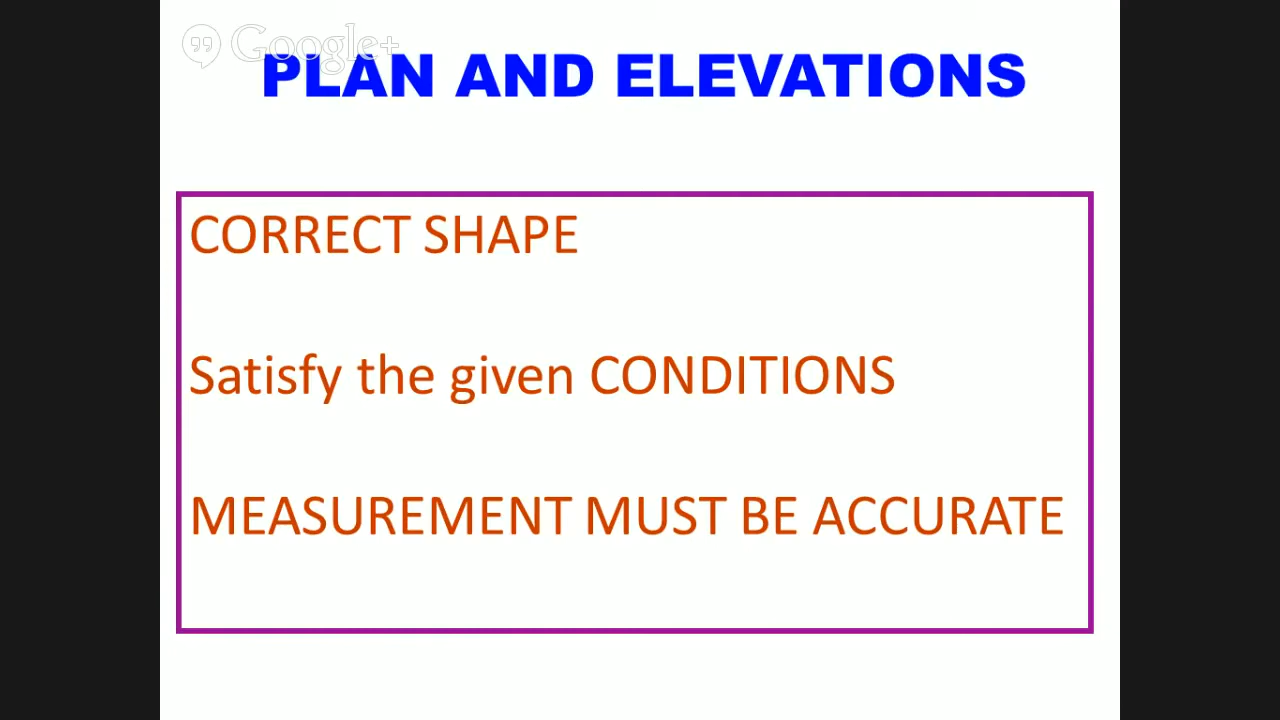 Google+
PLAN AND ELEVATIONS
CORRECT SHAPE
Satisfy the given CONDITIONS
MEASUREMENT MUST BE ACCURATE